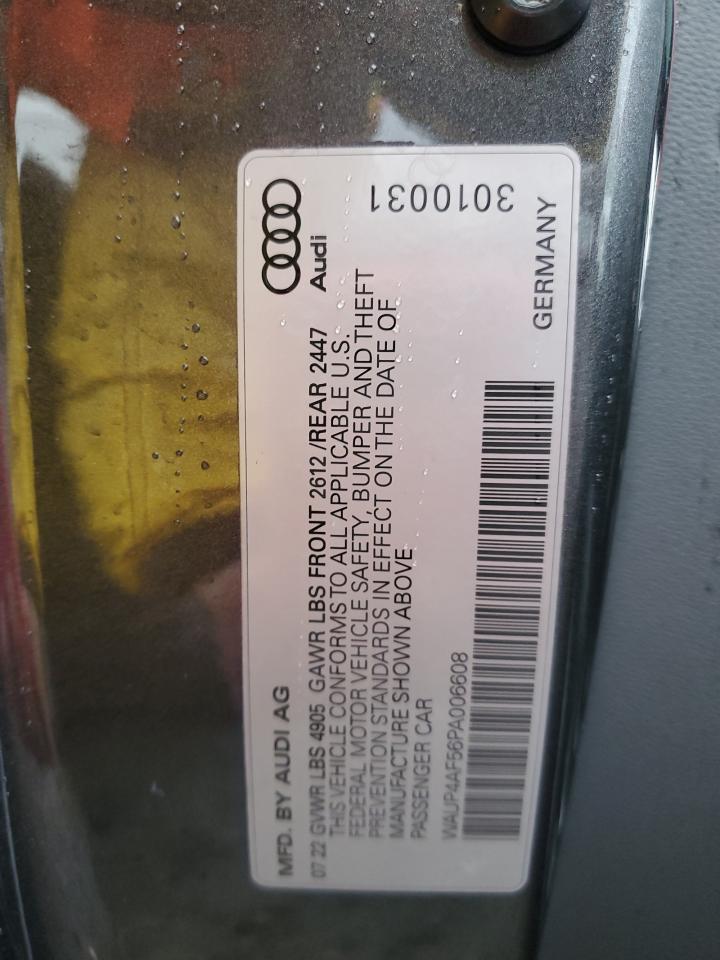 MFD. BY AUDI AG
Audi
07 22 GVWR LBS 4905 GAWR LBS FRONT 2612 /REAR 2447
THIS VEHICLE CONFORMS TO ALL APPLICABLE U.S.
FEDERAL MOTOR VEHICLE SAFETY, BUMPER AND THEFT
PREVENTION STANDARDS IN EFFECT ON THE DATE OF
MANUFACTURE SHOWN ABOVE
PASSENGER CAR
WAUP4AF56PA006608
GERMANY
3010031